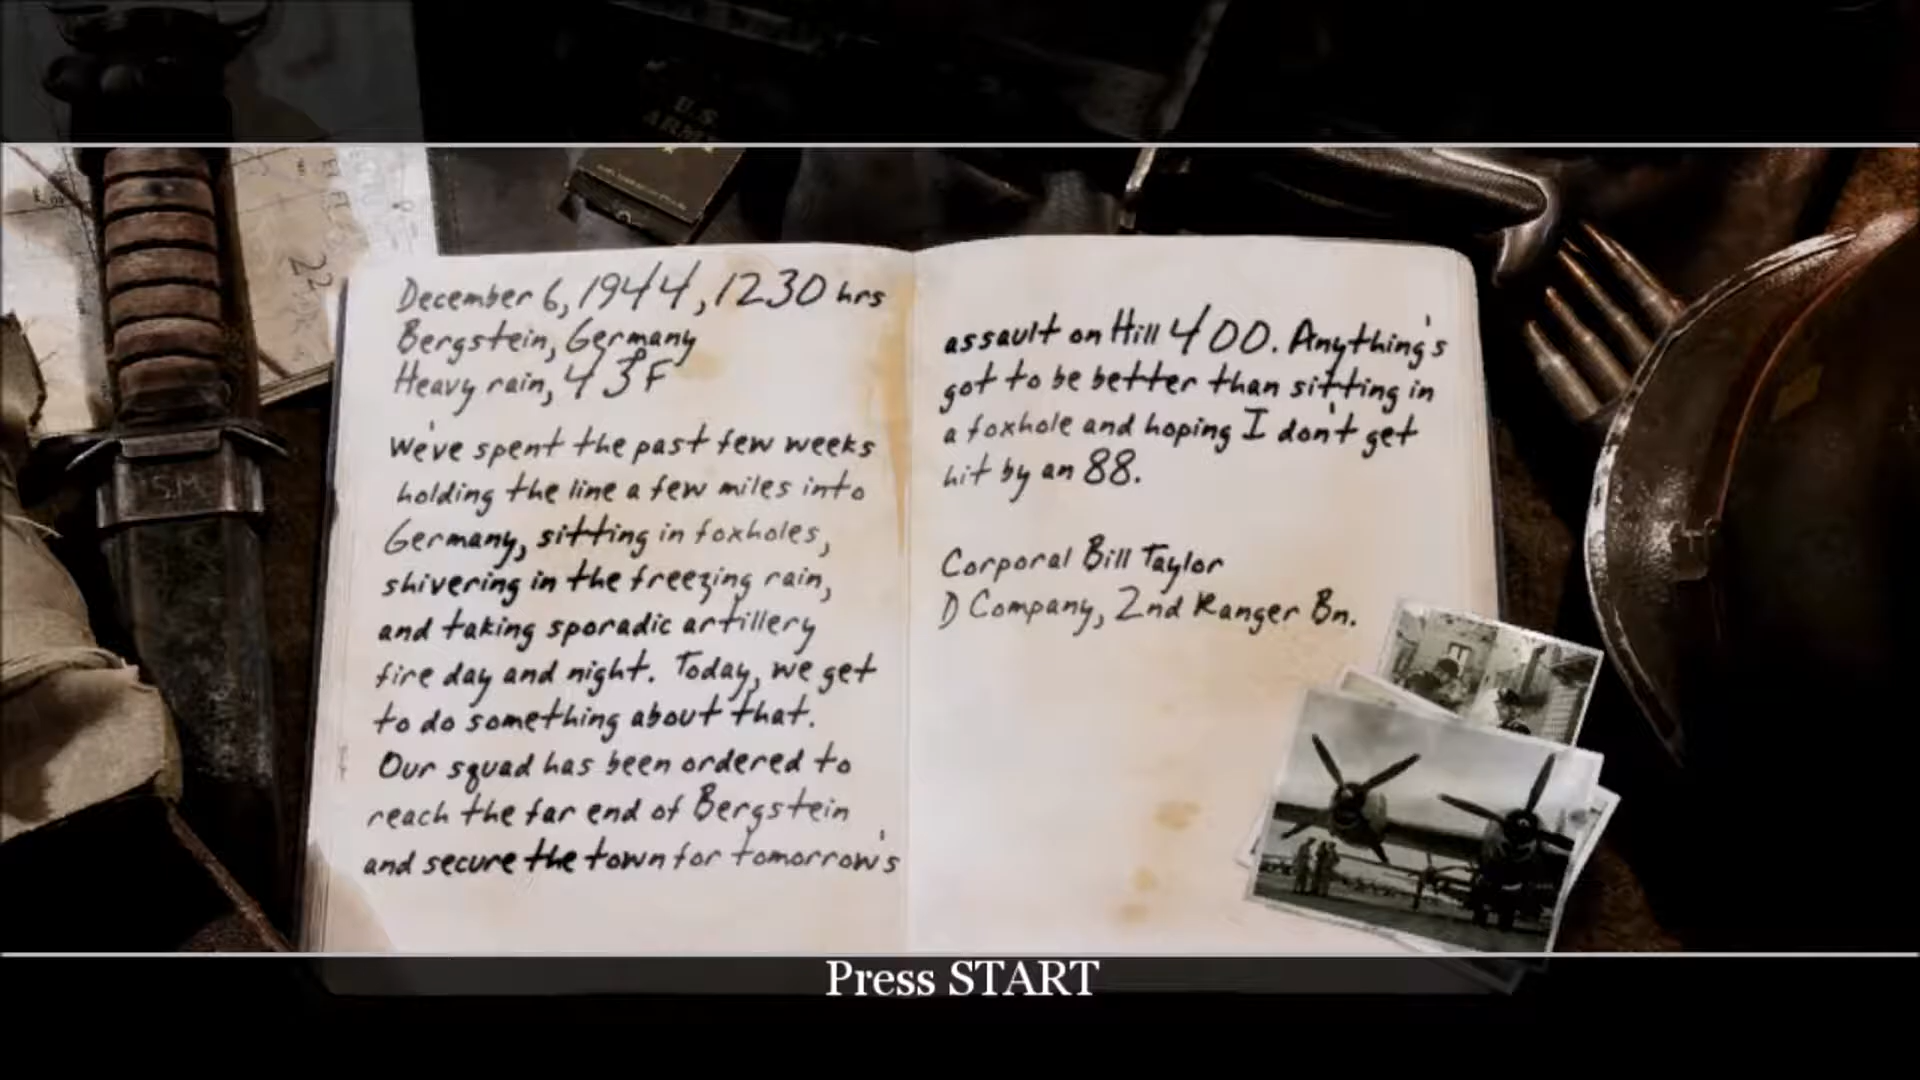 U.S.
ARMY
22
S.M
December 6, 1944, 1230 hrs
Bergstein, Germany
Heavy rain, 43°F
We've spent the past few weeks
holding the line a few miles into
Germany, sitting in foxholes,
shivering in the freezing rain,
and taking sporadic artillery
fire day and night. Today, we get
to do something about that.
Our squad has been ordered to
reach the far end of Bergstein
and secure the town for tomorrow's
assault on Hill 400. Anything's
got to be better than sitting in
a foxhole and hoping I don't get
hit by an 88.
Corporal Bill Taylor
D Company, 2nd Ranger Bn.
Press START